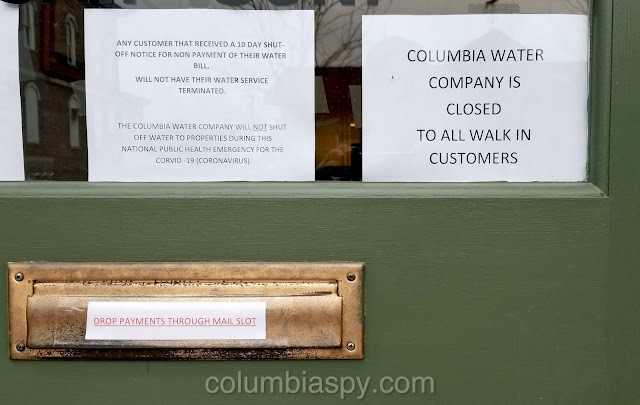 ANY CUSTOMER THAT RECEIVED A 10 DAY SHUT-
OFF NOTICE FOR NON PAYMENT OF THEIR WATER
BILL,
WILL NOT HAVE THEIR WATER SERVICE
TERMINATED.
THE COLUMBIA WATER COMPANY WILL NOT SHUT
OFF WATER TO PROPERTIES DURING THIS
NATIONAL PUBLIC HEALTH EMERGENCY FOR THE
CORVID -19 (CORONAVIRUS).
COLUMBIA WATER
COMPANY IS
CLOSED
TO ALL WALK IN
CUSTOMERS
DROP PAYMENTS THROUGH MAIL SLOT
columbiaspy.com